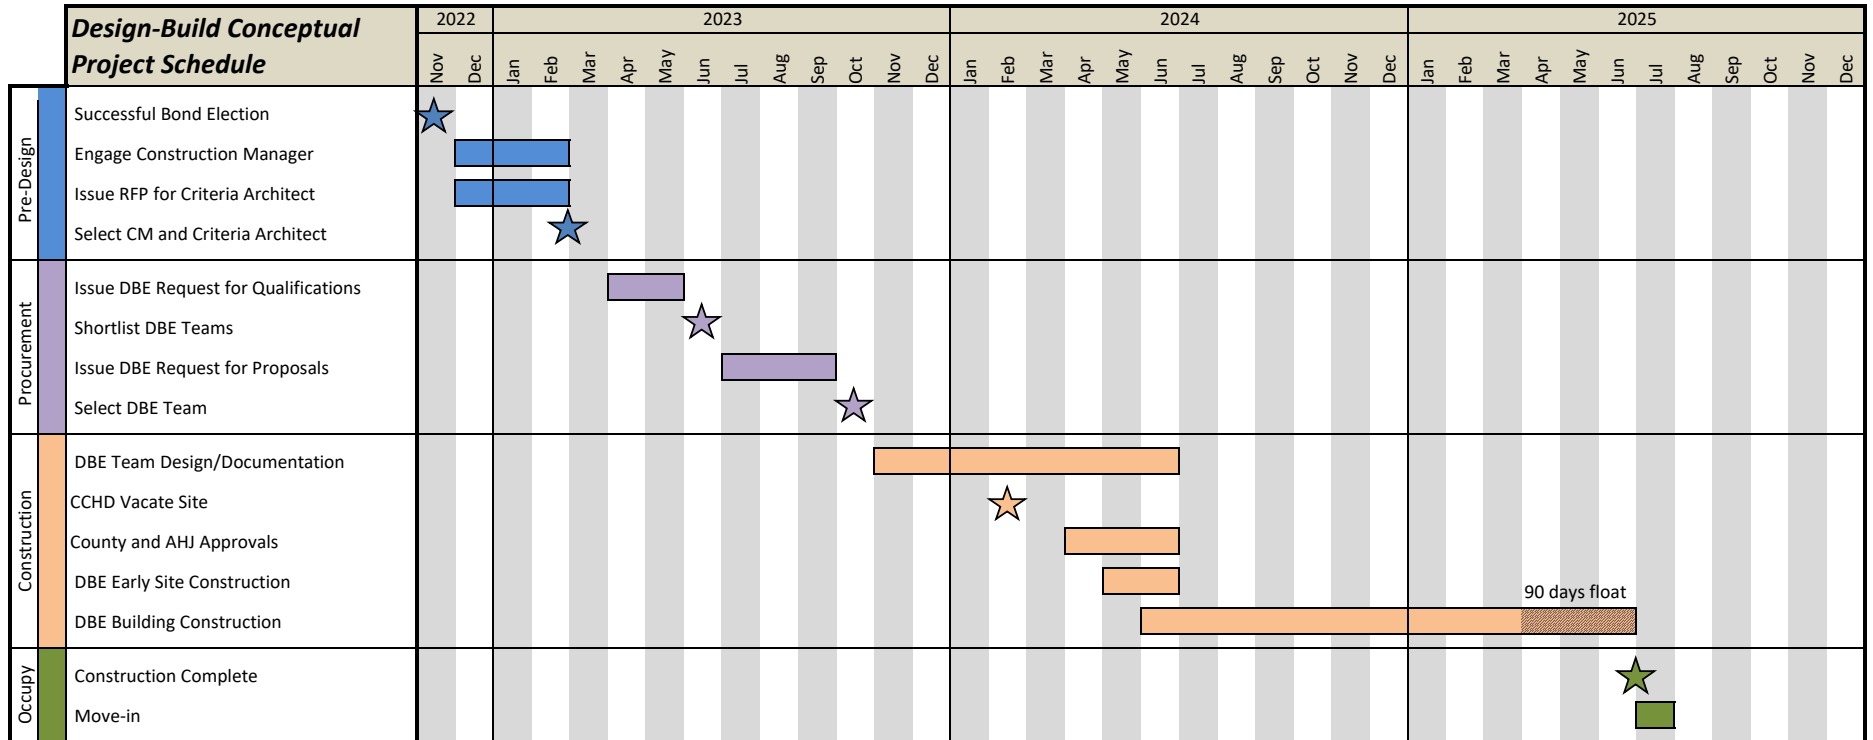 Design-Build Conceptual
Project Schedule
2022 2023 2024 2025
Nov Dec Jan Feb Mar Apr May Jun Jul Aug Sep Oct Nov Dec Jan Feb Mar Apr May Jun Jul Aug Sep Oct Nov Dec Jan Feb Mar Apr May Jun Jul Aug Sep Oct Nov Dec
Pre-Design
Successful Bond Election
Engage Construction Manager
Issue RFP for Criteria Architect
Select CM and Criteria Architect
Procurement
Issue DBE Request for Qualifications
Shortlist DBE Teams
Issue DBE Request for Proposals
Select DBE Team
Construction
DBE Team Design/Documentation
CCHD Vacate Site
County and AHJ Approvals
DBE Early Site Construction
90 days float
DBE Building Construction
Occupy
Construction Complete
Move-in